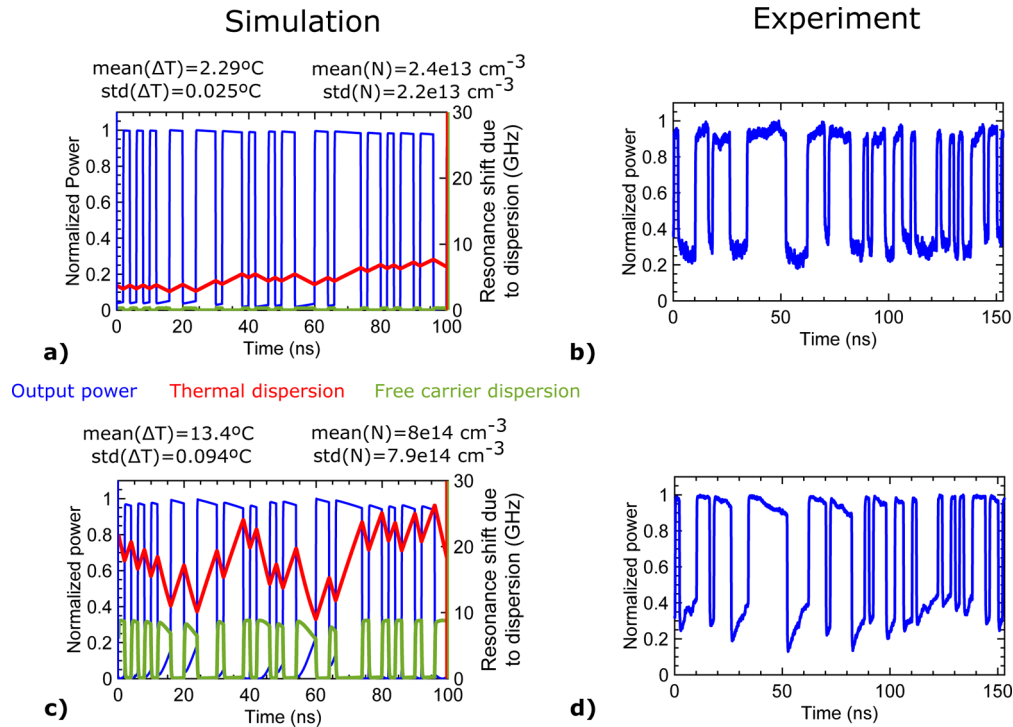 Simulation
Experiment
mean(ΔT)=2.29ºC
mean(N)=2.4e13 cm-3
std(ΔT)=0.025ºC
std(N)=2.2e13 cm-3
Normalized Power
1
0.8
0.6
0.4
0.2
0
30
20
10
0
Resonance shift due
to dispersion (GHz)
0 20 40 60 80 100
Time (ns)
a)
Normalized power
1
0.8
0.6
0.4
0.2
0
0 50 100 150
Time (ns)
b)
Output power Thermal dispersion Free carrier dispersion
mean(ΔT)=13.4ºC
mean(N)=8e14 cm-3
std(ΔT)=0.094ºC
std(N)=7.9e14 cm-3
Normalized power
1
0.8
0.6
0.4
0.2
0
30
20
10
0
Resonance shift due
to dispersion (GHz)
0 20 40 60 80 100
Time (ns)
c)
Normalized power
1
0.8
0.6
0.4
0.2
0
0 50 100 150
Time (ns)
d)